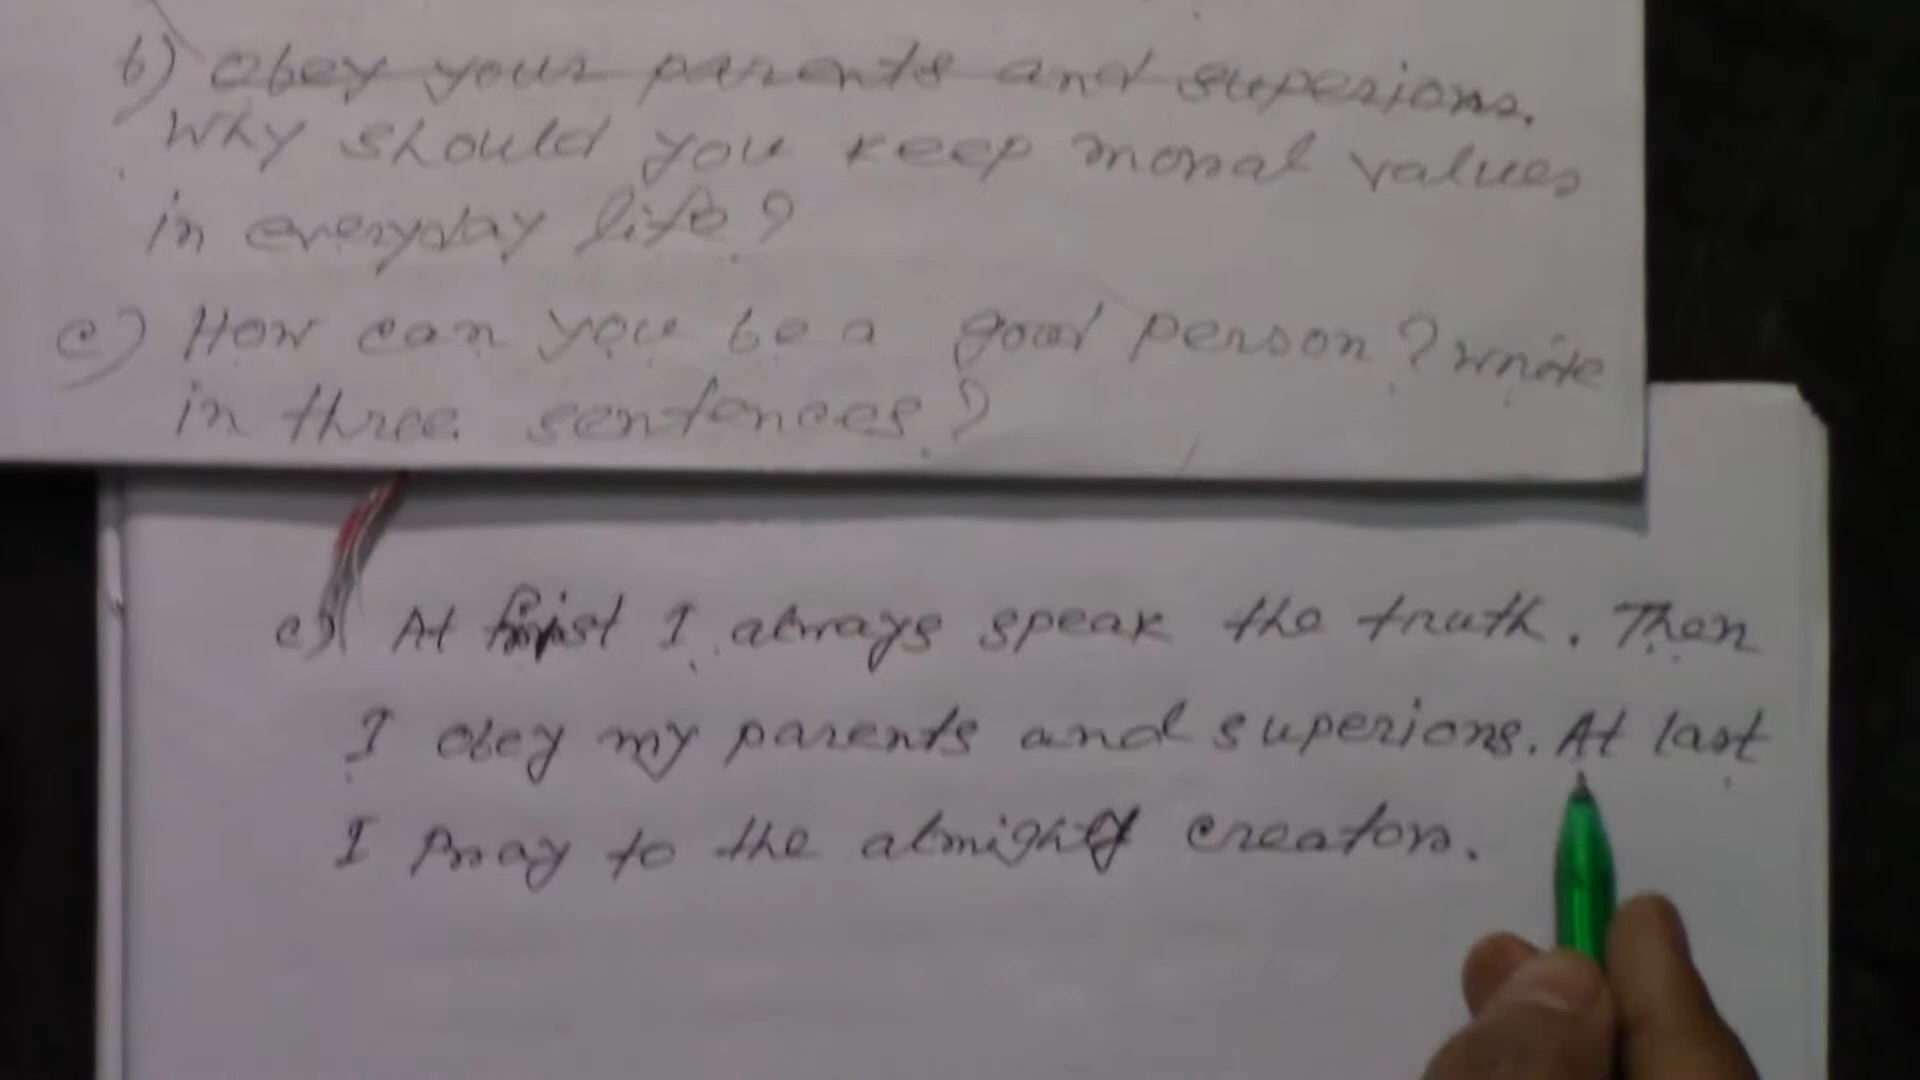 b) Obey your parents and superiors.
Why should you keep moral values
in everyday life?
c) How can you be a good person? write
in three sentences?
c) At first I always speak the truth. Then
I obey my parents and superiors. At last
I Pray to the almighty creator.